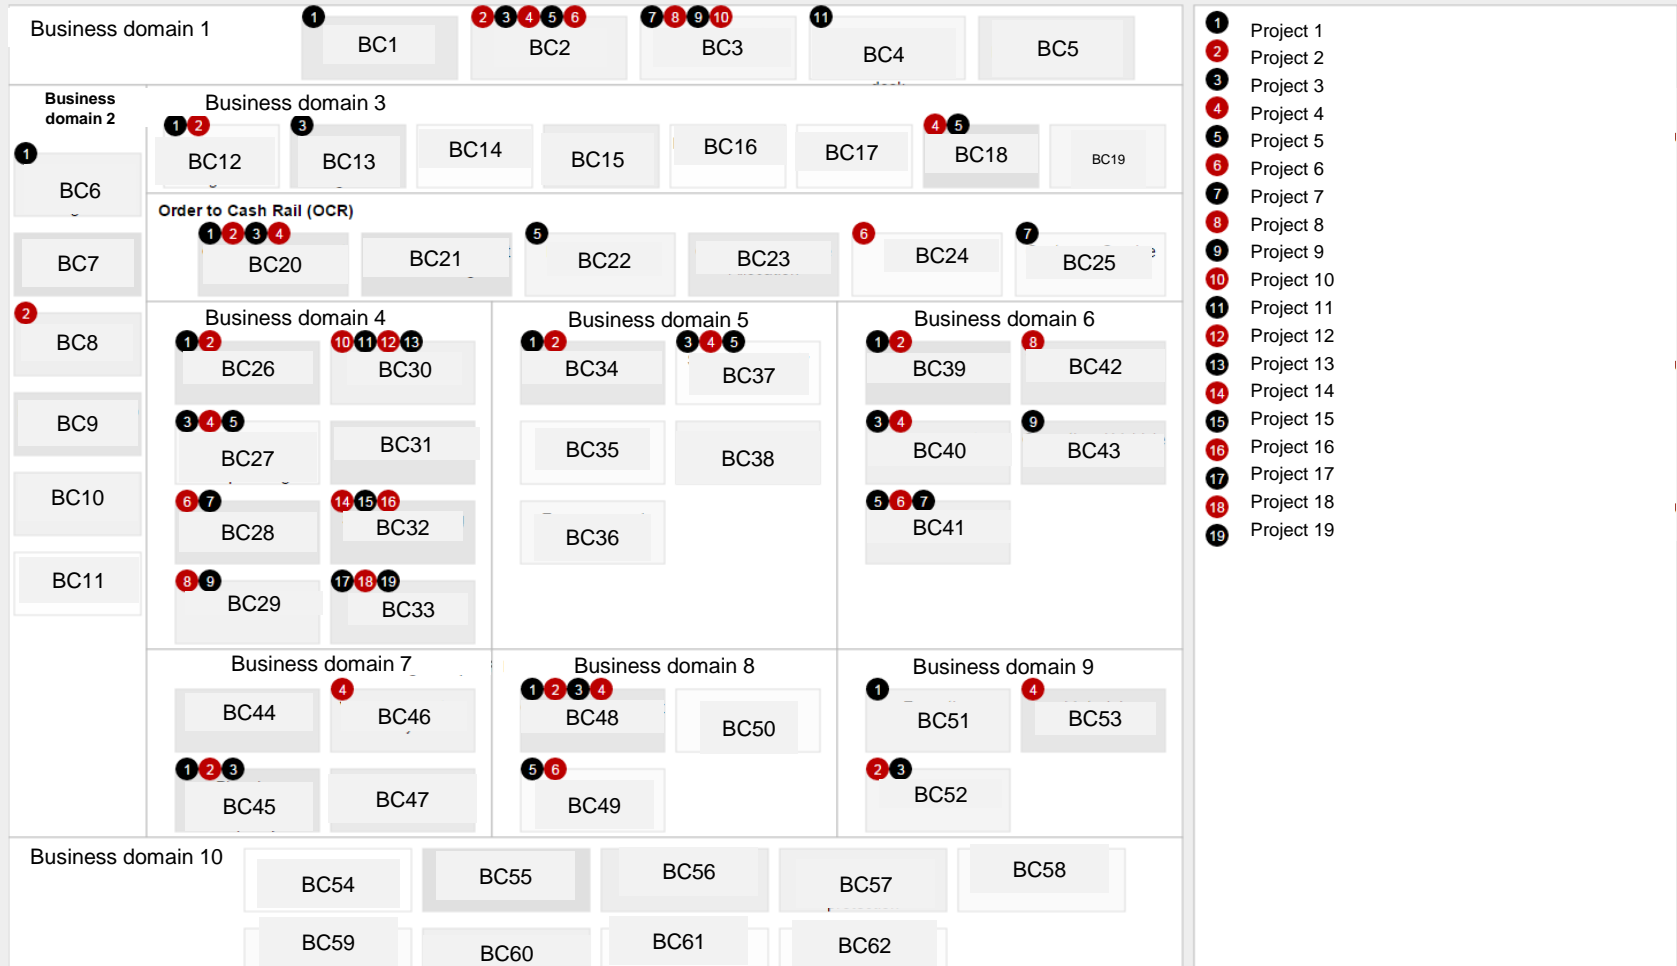 Business domain 1
1
BC1
2 3 4 5 6
BC2
7 8 9 10
BC3
11
BC4
BC5
Business
domain 2
1
BC6
BC7
2
BC8
BC9
BC10
BC11
Business domain 3
1 2
BC12
3
BC13
BC14
BC15
BC16
BC17
4 5
BC18
BC19
Order to Cash Rail (OCR)
1 2 3 4
BC20
BC21
5
BC22
BC23
6
BC24
7
BC25
Business domain 4
1 2
BC26
10 11 12 13
BC30
3 4 5
BC27
BC31
6 7
BC28
14 15 16
BC32
8 9
BC29
17 18 19
BC33
Business domain 5
1 2
BC34
3 4 5
BC37
BC35
BC38
BC36
Business domain 6
1 2
BC39
8
BC42
3 4
BC40
9
BC43
5 6 7
BC41
Business domain 7
BC44
4
BC46
1 2 3
BC45
BC47
Business domain 8
1 2 3 4
BC48
BC50
5 6
BC49
Business domain 9
1
BC51
4
BC53
2 3
BC52
Business domain 10
BC54
BC55
BC56
BC57
BC58
BC59
BC60
BC61
BC62
1 Project 1
2 Project 2
3 Project 3
4 Project 4
5 Project 5
6 Project 6
7 Project 7
8 Project 8
9 Project 9
10 Project 10
11 Project 11
12 Project 12
13 Project 13
14 Project 14
15 Project 15
16 Project 16
17 Project 17
18 Project 18
19 Project 19